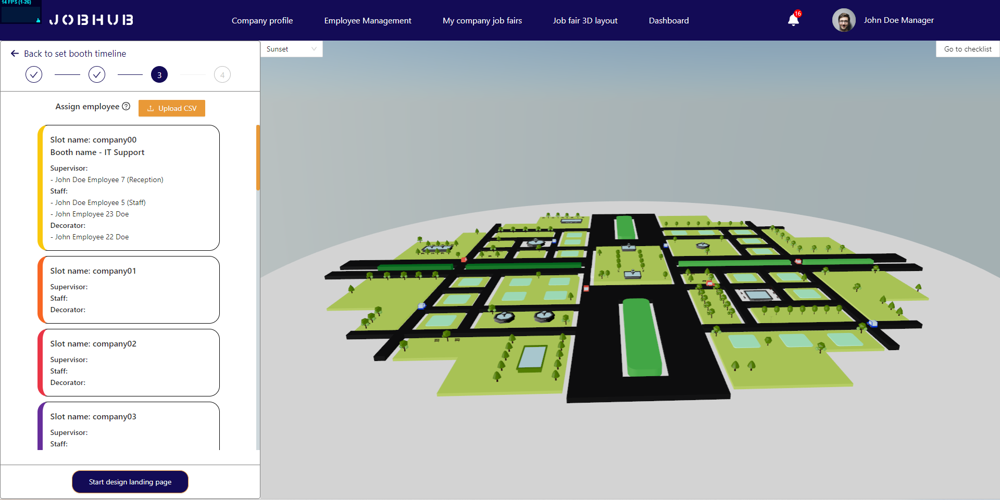 14 FPS (1-26)
JOBHUB
Company profile
Employee Management
My company job fairs
Job fair 3D layout
Dashboard
16
John Doe Manager
Back to set booth timeline
3
4
Assign employee
Upload CSV
Slot name: company00
Booth name - IT Support
Supervisor:
- John Doe Employee 7 (Reception)
Staff:
- John Doe Employee 5 (Staff)
- John Employee 23 Doe
Decorator:
- John Employee 22 Doe
Slot name: company01
Supervisor:
Staff:
Decorator:
Slot name: company02
Supervisor:
Staff:
Decorator:
Slot name: company03
Supervisor:
Staff:
Start design landing page
Sunset
Go to checklist